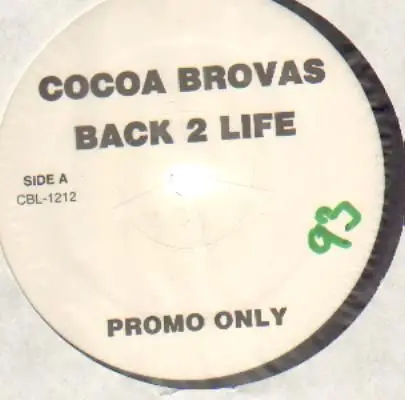 COCOA BROVAS
BACK 2 LIFE
SIDE A
CBL-1212
93
PROMO ONLY